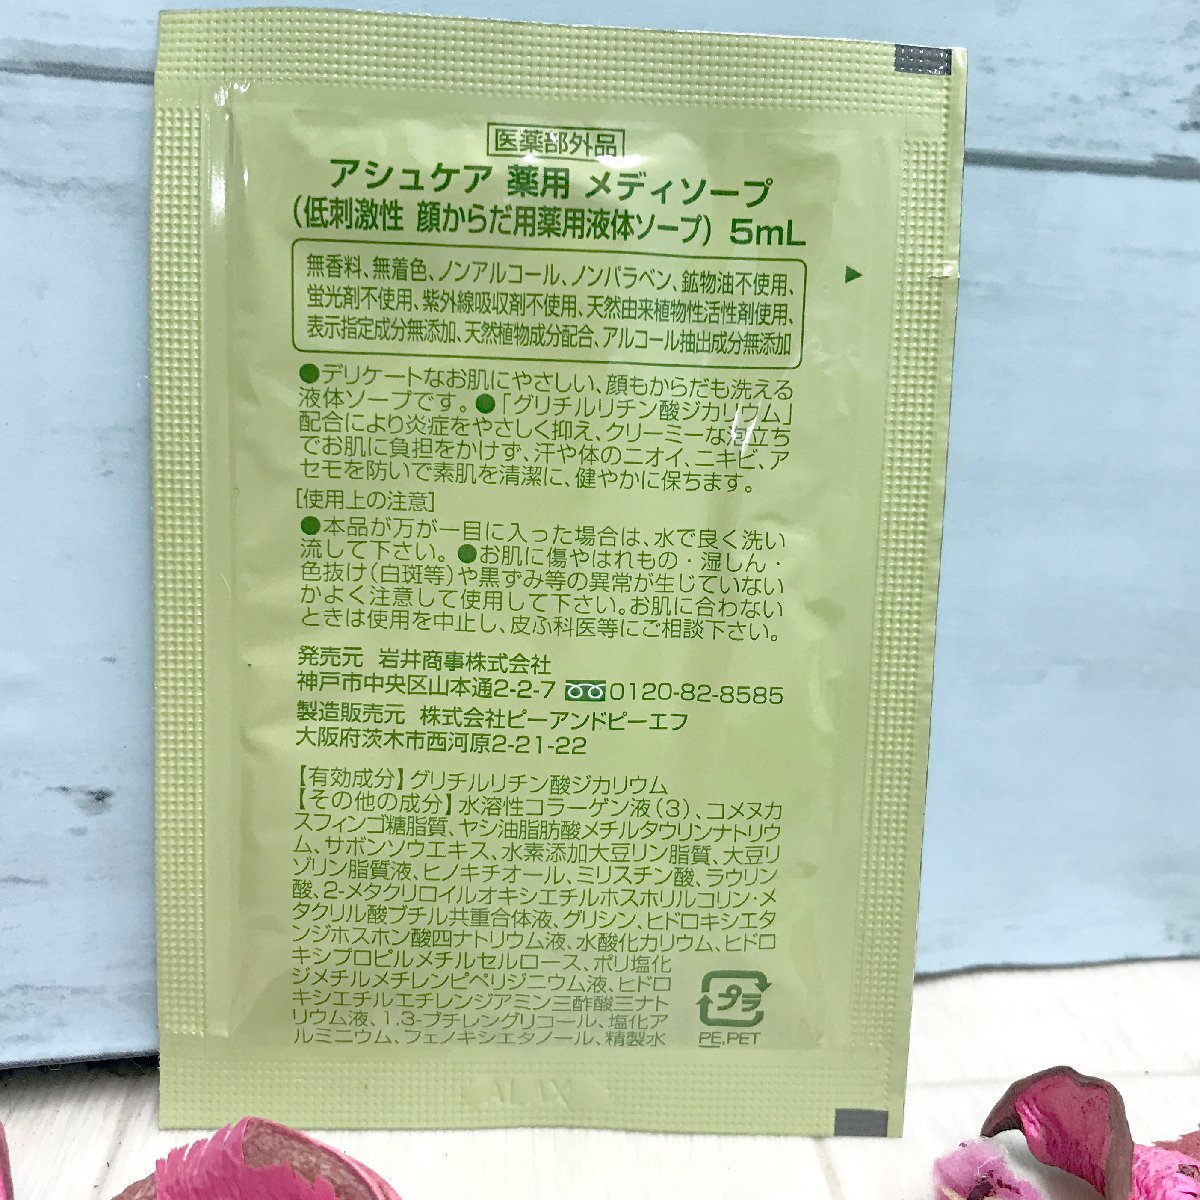 医薬部外品
アシュケア 薬用 メディソープ
(低刺激性 顔からだ用薬用液体ソープ) 5mL
無香料、無着色、ノンアルコール、ノンパラベン、鉱物油不使用、
蛍光剤不使用、紫外線吸収剤不使用、天然由来植物性活性剤使用、
表示指定成分無添加、天然植物成分配合、アルコール抽出成分無添加
●デリケートなお肌にやさしい、顔もからだも洗える
液体ソープです。●「グリチルリチン酸ジカリウム」
配合により炎症をやさしく抑え、クリーミーな泡立ち
でお肌に負担をかけず、汗や体のニオイ、ニキビ、ア
セモを防いで素肌を清潔に、健やかに保ちます。
[使用上の注意]
●本品が万が一目に入った場合は、水で良く洗い
流して下さい。●お肌に傷やはれもの・湿しん・
色抜け(白斑等)や黒ずみ等の異常が生じていない
かよく注意して使用して下さい。お肌に合わない
ときは使用を中止し、皮ふ科医等にご相談下さい。
発売元 岩井商事株式会社
神戸市中央区山本通2-2-7 0120-82-8585
製造販売元 株式会社ピーアンドピーエフ
大阪府茨木市西河原2-21-22
【有効成分】グリチルリチン酸ジカリウム
【その他の成分】水溶性コラーゲン液(3)、コメヌカ
スフィンゴ糖脂質、ヤシ油脂肪酸メチルタウリンナトリウ
ム、サボンソウエキス、水素添加大豆リン脂質、大豆リ
ゾリン脂質液、ヒノキチオール、ミリスチン酸、ラウリン
酸、2-メタクリロイルオキシエチルホスホリルコリン・メ
タクリル酸ブチル共重合体液、グリシン、ヒドロキシエタ
ンジホスホン酸四ナトリウム液、水酸化カリウム、ヒドロ
キシプロピルメチルセルロース、ポリ塩化
ジメチルメチレンピペリジニウム液、ヒドロ
キシエチルエチレンジアミン三酢酸三ナト
リウム液、1,3-ブチレングリコール、塩化ア
ルミニウム、フェノキシエタノール、精製水
プラ
PE,PET